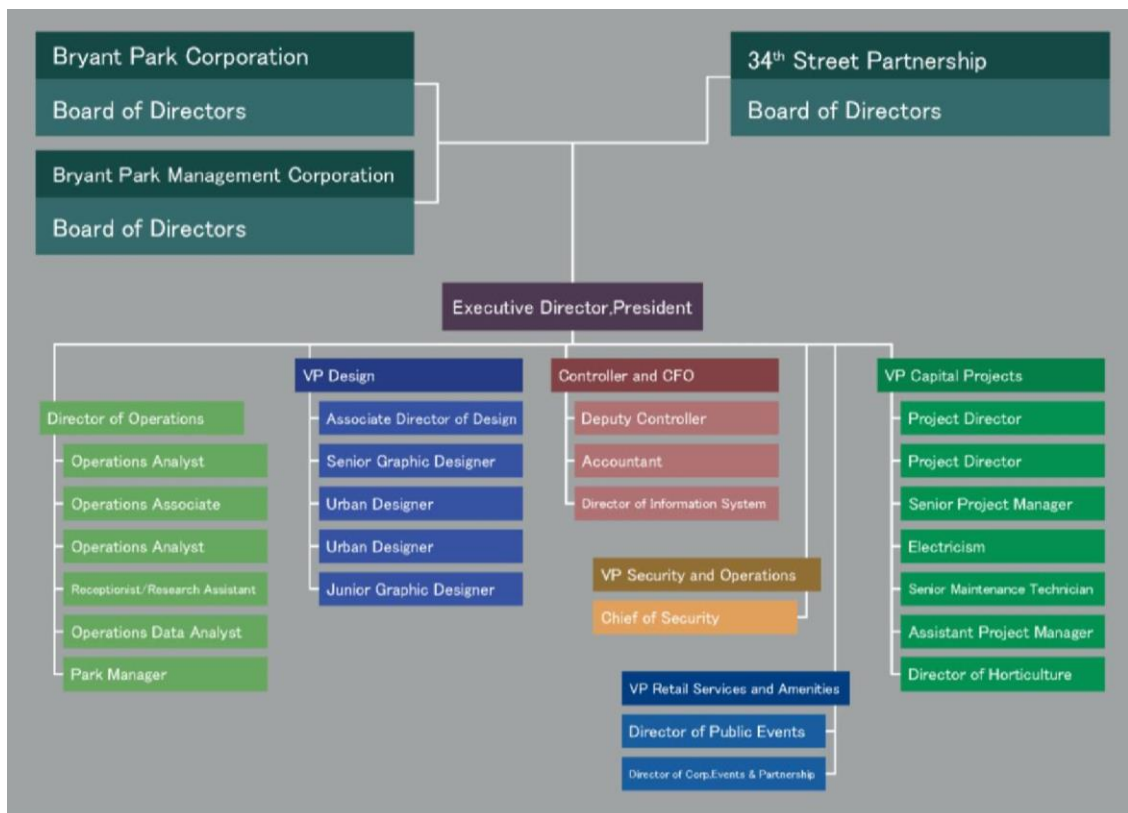 Bryant Park Corporation
Board of Directors
Bryant Park Management Corporation
Board of Directors
34th Street Partnership
Board of Directors
Executive Director,President
Director of Operations
Operations Analyst
Operations Associate
Operations Analyst
Receptionist/Research Assistant
Operations Data Analyst
Park Manager
VP Design
Associate Director of Design
Senior Graphic Designer
Urban Designer
Urban Designer
Junior Graphic Designer
Controller and CFO
Deputy Controller
Accountant
Director of Information System
VP Security and Operations
Chief of Security
VP Retail Services and Amenities
Director of Public Events
Director of Corp.Events & Partnership
VP Capital Projects
Project Director
Project Director
Senior Project Manager
Electricism
Senior Maintenance Technician
Assistant Project Manager
Director of Horticulture